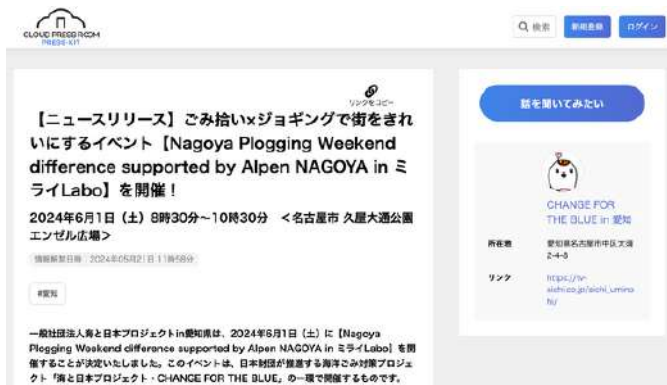 CLOUD PRESS ROOM
PRESS-KIT
検索
新規登録
ログイン
リンクをコピー
【ニュースリリース】ごみ拾い×ジョギングで街をきれ
いにするイベント【Nagoya Plogging Weekend
difference supported by Alpen NAGOYA in ミ
ライLabo】を開催！
2024年6月1日（土）8時30分～10時30分 ＜名古屋市 久屋大通公園
エンゼル広場＞
情報解禁日時：2024年05月21日 11時58分
#愛知
一般社団法人海と日本プロジェクトin愛知県は、2024年6月1日（土）に【Nagoya
Plogging Weekend difference supported by Alpen NAGOYA in ミライLabo】を開
催することが決定いたしました。このイベントは、日本財団が推進する海洋ごみ対策プロジェ
クト「海と日本プロジェクト・CHANGE FOR THE BLUE」の一環で開催するものです。
話を聞いてみたい
CHANGE FOR
THE BLUE in 愛知
所在地
愛知県名古屋市中区大須
2-4-8
リンク
https://tv-
aichi.co.jp/aichi_umino
hi/